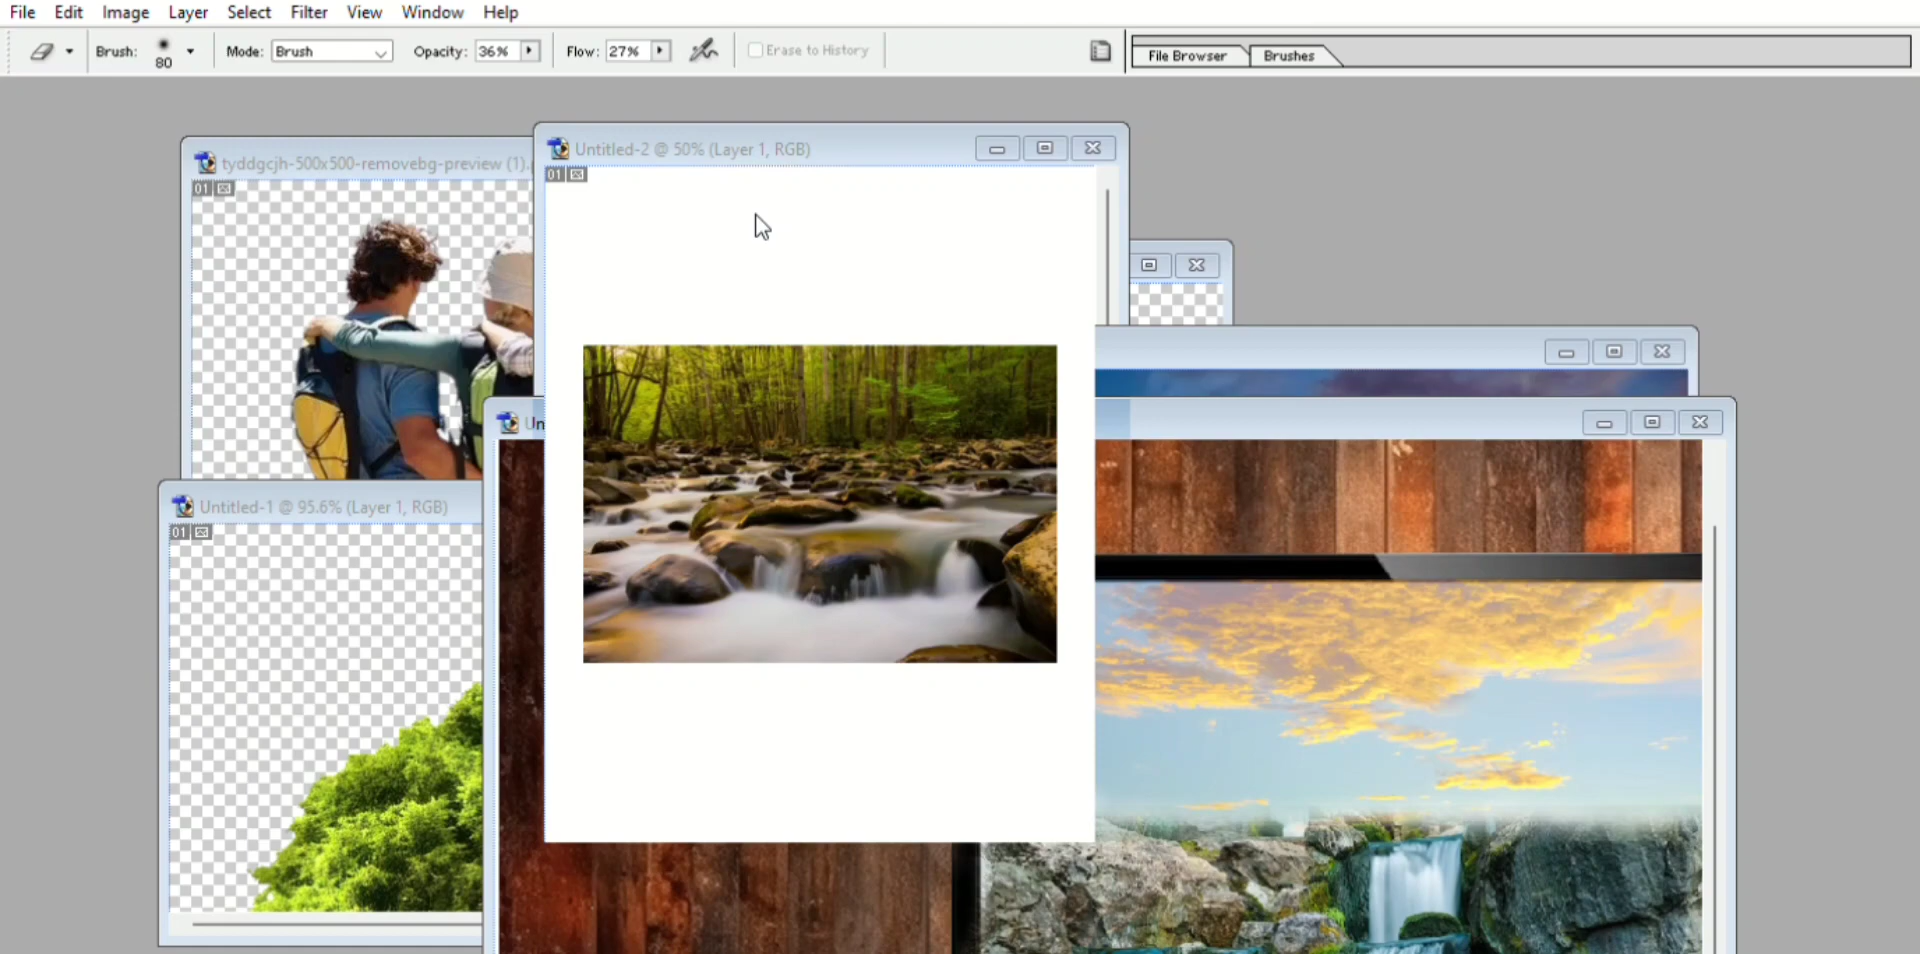 File Edit Image Layer Select Filter View Window Help
Brush: 80 Mode: Brush Opacity: 36% Flow: 27% Erase to History File Browser Brushes
Untitled-2 @ 50% (Layer 1, RGB)
tyddgcjh-500x500-removebg-preview (1).
01
01
Un
Untitled-1 @ 95.6% (Layer 1, RGB)
01